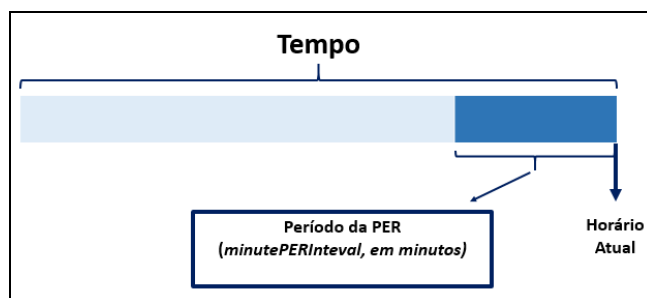 Tempo
Período da PER
(minutePERInteval, em minutos)
Horário
Atual